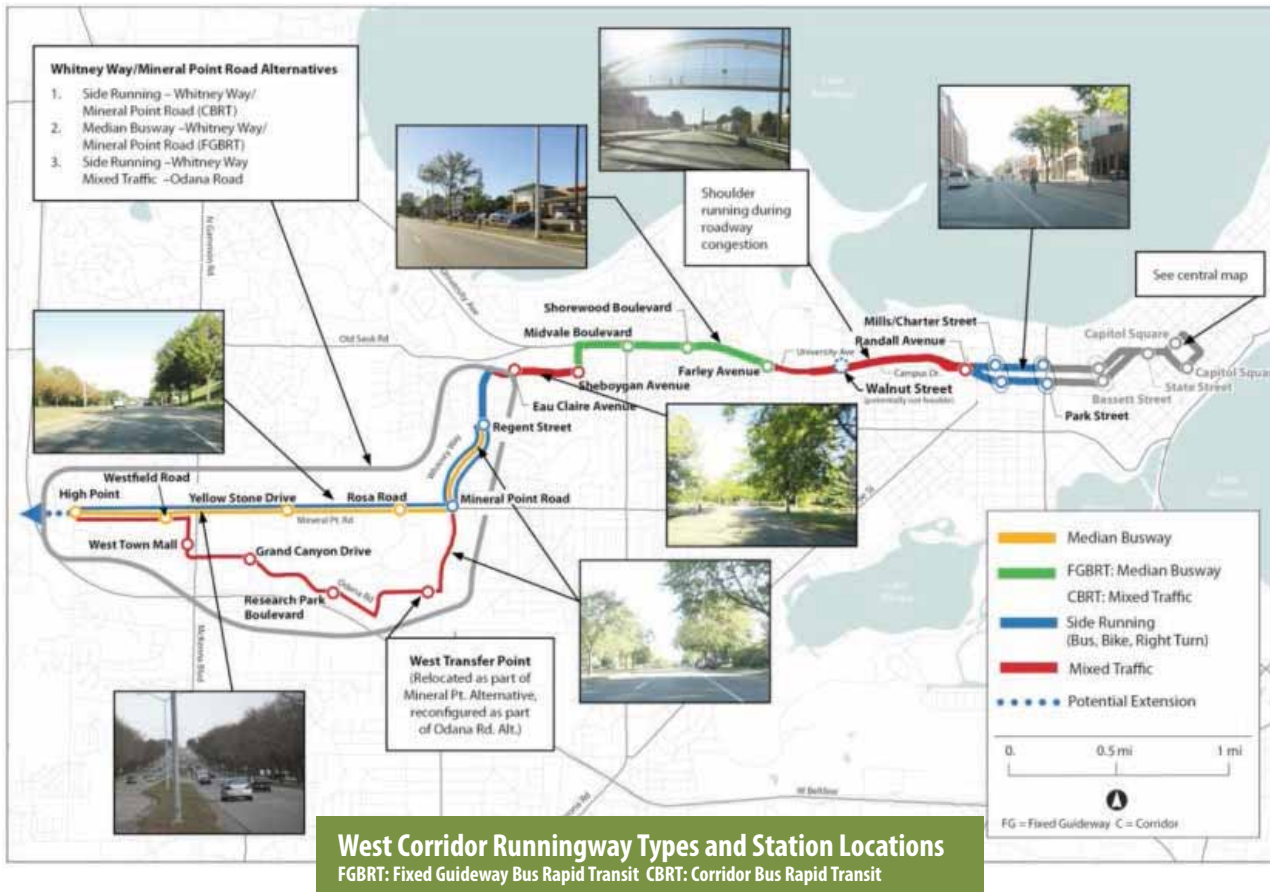 Whitney Way/Mineral Point Road Alternatives
1. Side Running – Whitney Way/
Mineral Point Road (CBRT)
2. Median Busway –Whitney Way/
Mineral Point Road (FGBRT)
3. Side Running –Whitney Way
Mixed Traffic –Odana Road
Shoulder
running during
roadway
congestion
See central map
N Gammon Rd
University Ave
Old Sauk Rd
Shorewood Boulevard
Midvale Boulevard
Mills/Charter Street
Randall Avenue
Capitol Square
University Ave
Farley Avenue
Campus Dr.
Sheboygan Avenue
Walnut Street
(potentially not feasible)
Capitol Square
State Street
Bassett Street
Park Street
Eau Claire Avenue
Regent Street
Whitney Way
Westfield Road
High Point
Yellow Stone Drive
Rosa Road
Mineral Point Road
Mineral Pt. Rd
West Town Mall
Grand Canyon Drive
Odana Rd
Research Park
Boulevard
McKenna Blvd
West Transfer Point
(Relocated as part of
Mineral Pt. Alternative,
reconfigured as part
of Odana Rd. Alt.)
W Beltline
Median Busway
FGBRT: Median Busway
CBRT: Mixed Traffic
Side Running
(Bus, Bike, Right Turn)
Mixed Traffic
Potential Extension
0. 0.5 mi 1 mi
FG = Fixed Guideway C = Corridor
West Corridor Runningway Types and Station Locations
FGBRT: Fixed Guideway Bus Rapid Transit CBRT: Corridor Bus Rapid Transit